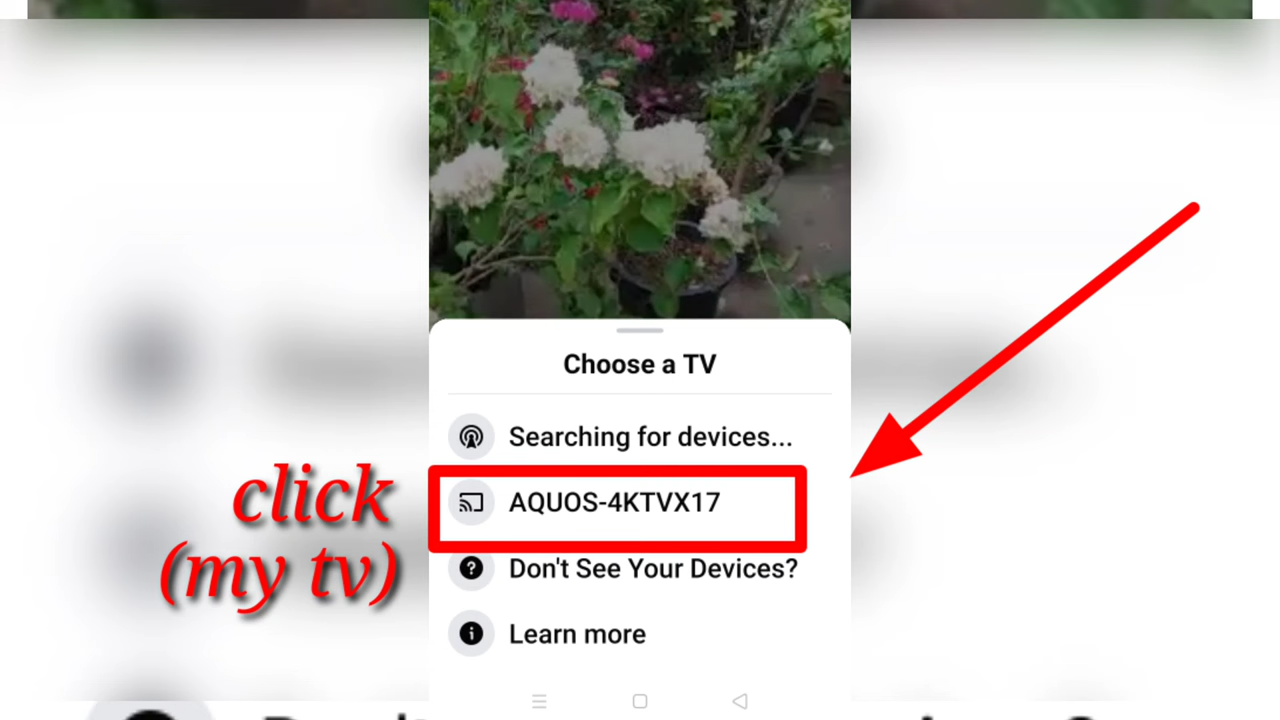 Choose a TV
Searching for devices...
AQUOS-4KTVX17
Don't See Your Devices?
Learn more
click
(my tv)